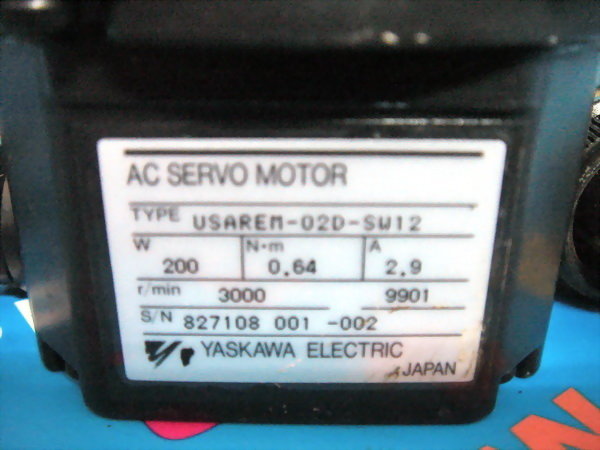 AC SERVO MOTOR
TYPE USAREM-02D-SW12
W N·m A
200 0.64 2.9
r/min 3000 9901
S/N 827108 001 -002
YASKAWA ELECTRIC
JAPAN